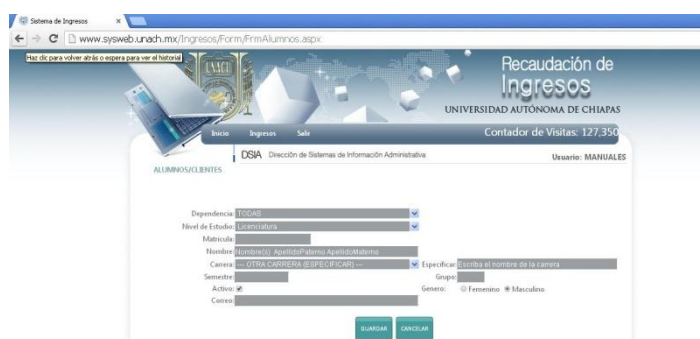 Sistema de Ingresos
www.sysweb.unach.mx/Ingresos/Form/FrmAlumnos.aspx
Haz clic para volver atrás o espera para ver el historial
UNACH
Recaudación de
Ingresos
UNIVERSIDAD AUTÓNOMA DE CHIAPAS
Inicio Ingresos Salir Contador de Visitas: 127,350
DSIA Dirección de Sistemas de Información Administrativa Usuario: MANUALES
ALUMNOS/CLIENTES
Dependencia: TODAS
Nivel de Estudio: Licenciatura
Matricula:
Nombre: Nombre(s) ApellidoPaterno ApellidoMaterno
Carrera: --- OTRA CARRERA (ESPECIFICAR) --- Especificar: Escriba el nombre de la carrera
Semestre: Grupo:
Activo: Genero: Femenino Masculino
Correo:
GUARDAR CANCELAR